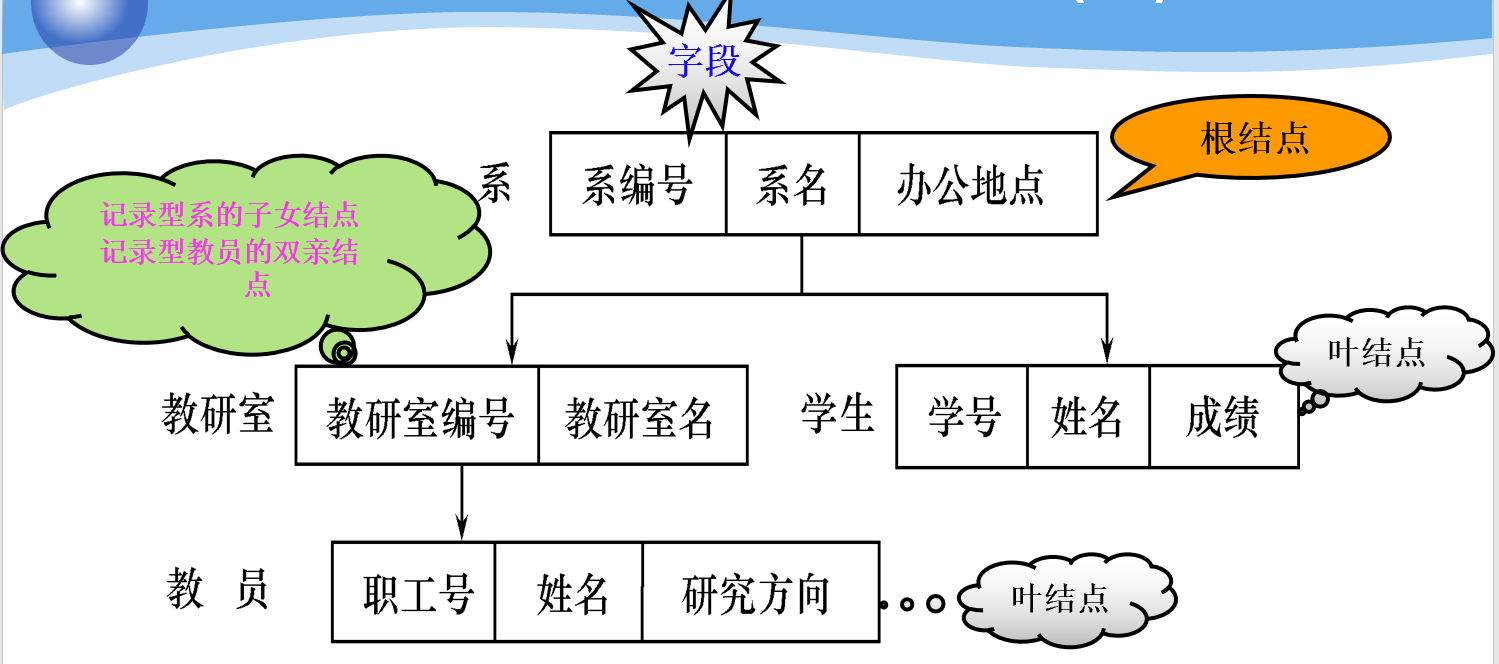 字段
根结点
系
系编号
系名
办公地点
记录型系的子女结点
记录型教员的双亲结
点
叶结点
教研室
教研室编号
教研室名
学生
学号
姓名
成绩
教 员
职工号
姓名
研究方向
叶结点